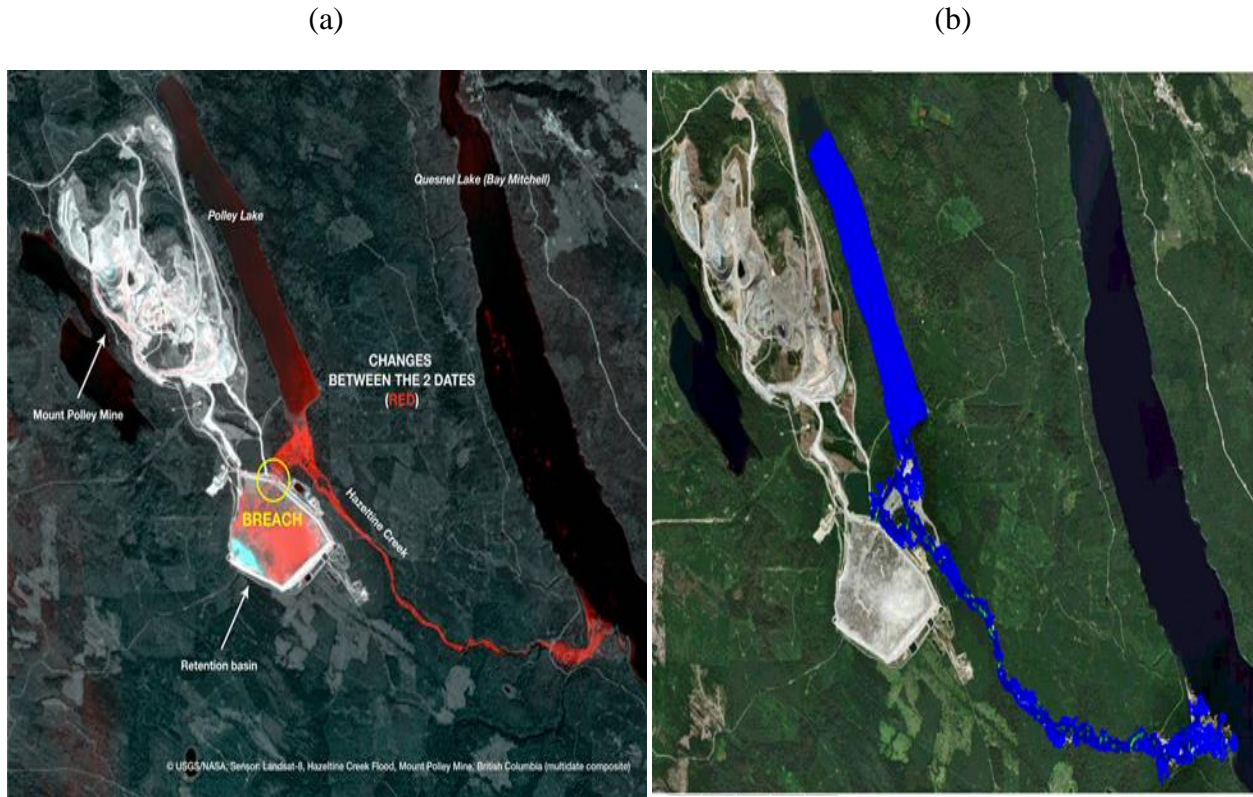 (a)
(b)
Quesnel Lake (Bay Mitchell)
Polley Lake
CHANGES
BETWEEN THE 2 DATES
(RED)
Mount Polley Mine
BREACH
Hazeltine Creek
Retention basin
© USGS/NASA, Sensor: Landsat-8, Hazeltine Creek Flood, Mount Polley Mine, British Columbia (multidate composite)